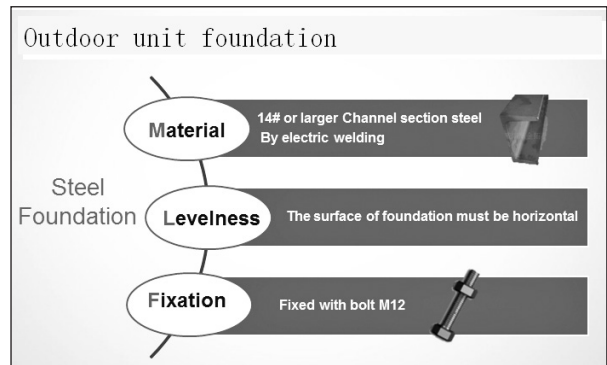 Outdoor unit foundation
Material
14# or larger Channel section steel
By electric welding
Steel
Foundation
Levelness
The surface of foundation must be horizontal
Fixation
Fixed with bolt M12